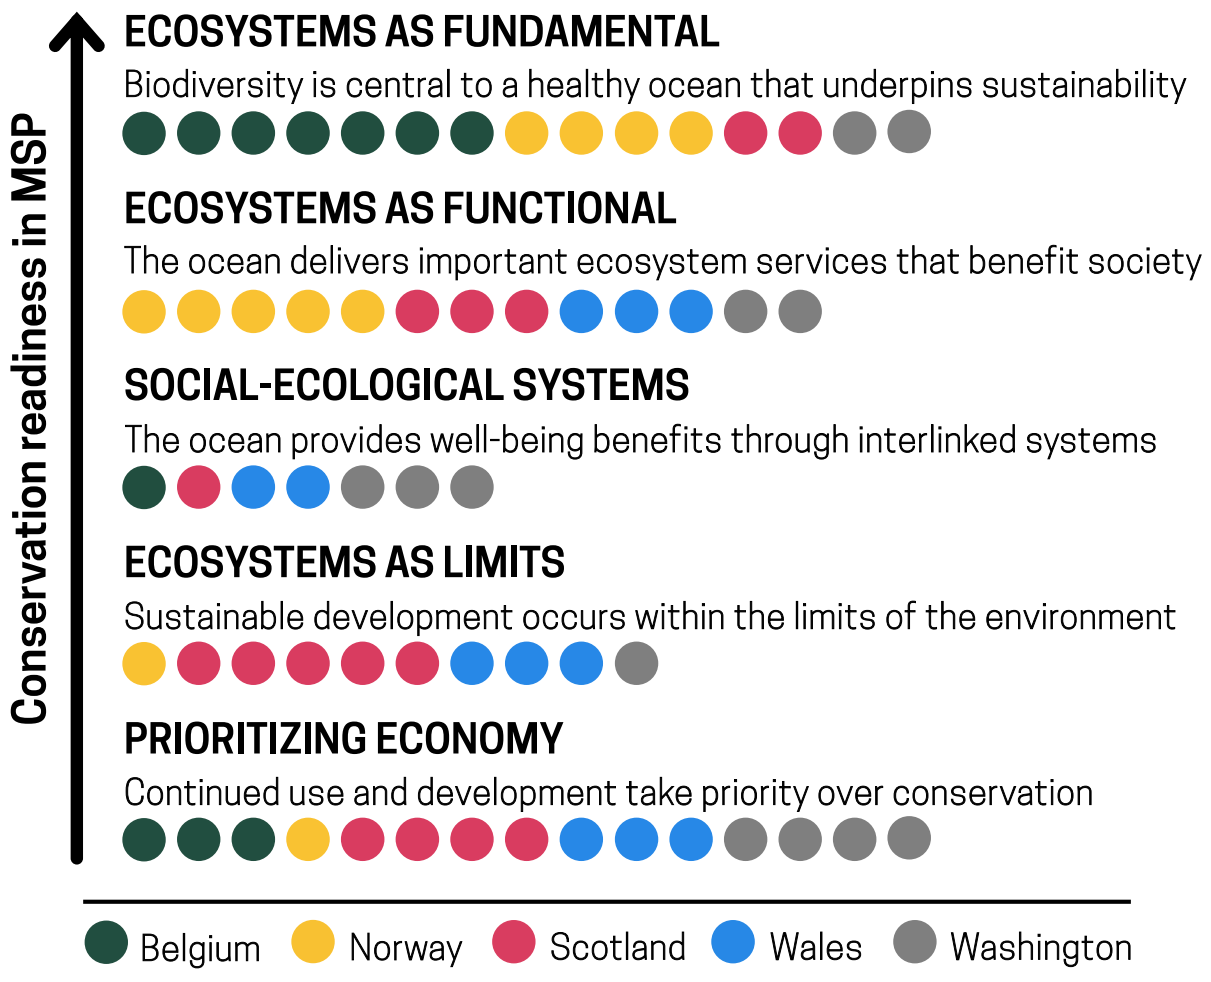 Conservation readiness in MSP
ECOSYSTEMS AS FUNDAMENTAL
Biodiversity is central to a healthy ocean that underpins sustainability
ECOSYSTEMS AS FUNCTIONAL
The ocean delivers important ecosystem services that benefit society
SOCIAL-ECOLOGICAL SYSTEMS
The ocean provides well-being benefits through interlinked systems
ECOSYSTEMS AS LIMITS
Sustainable development occurs within the limits of the environment
PRIORITIZING ECONOMY
Continued use and development take priority over conservation
Belgium Norway Scotland Wales Washington